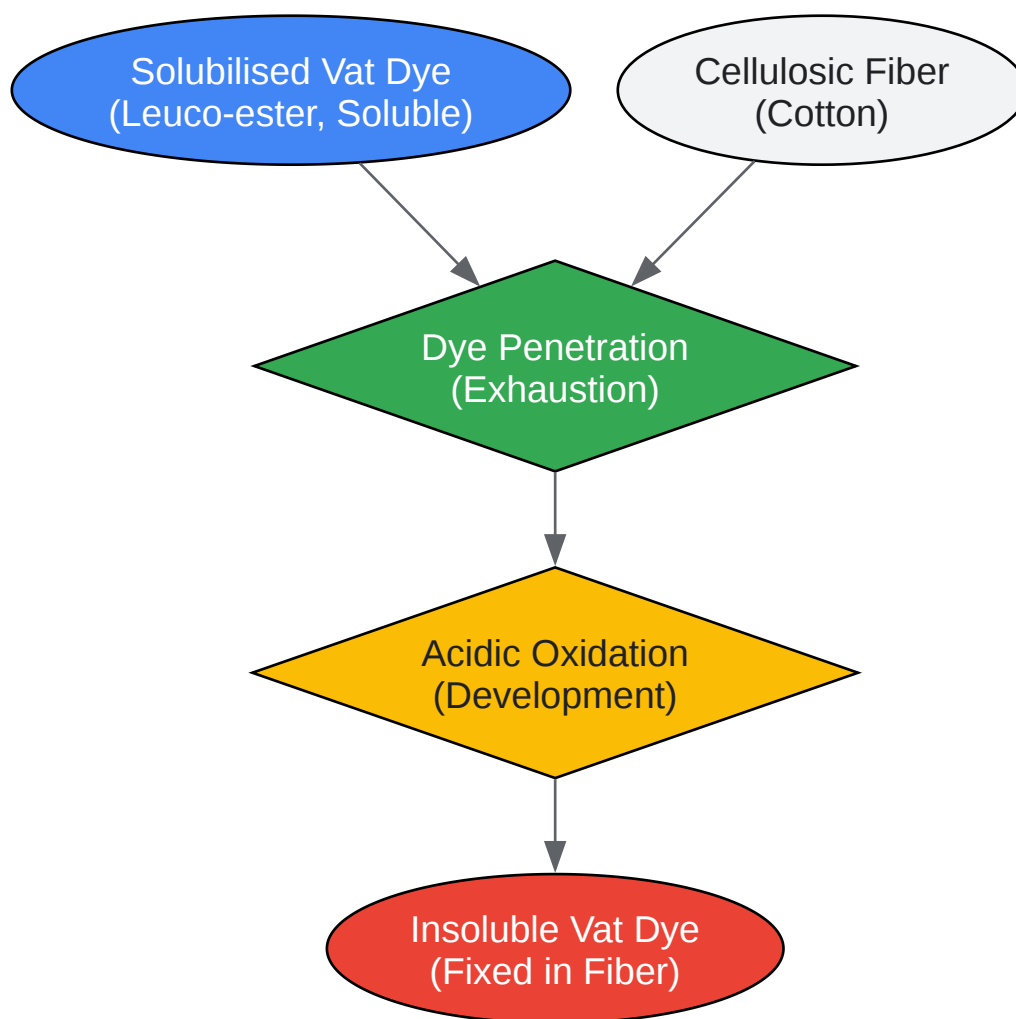 Solubilised Vat Dye
(Leuco-ester, Soluble)
Cellulosic Fiber
(Cotton)
Dye Penetration
(Exhaustion)
Acidic Oxidation
(Development)
Insoluble Vat Dye
(Fixed in Fiber)